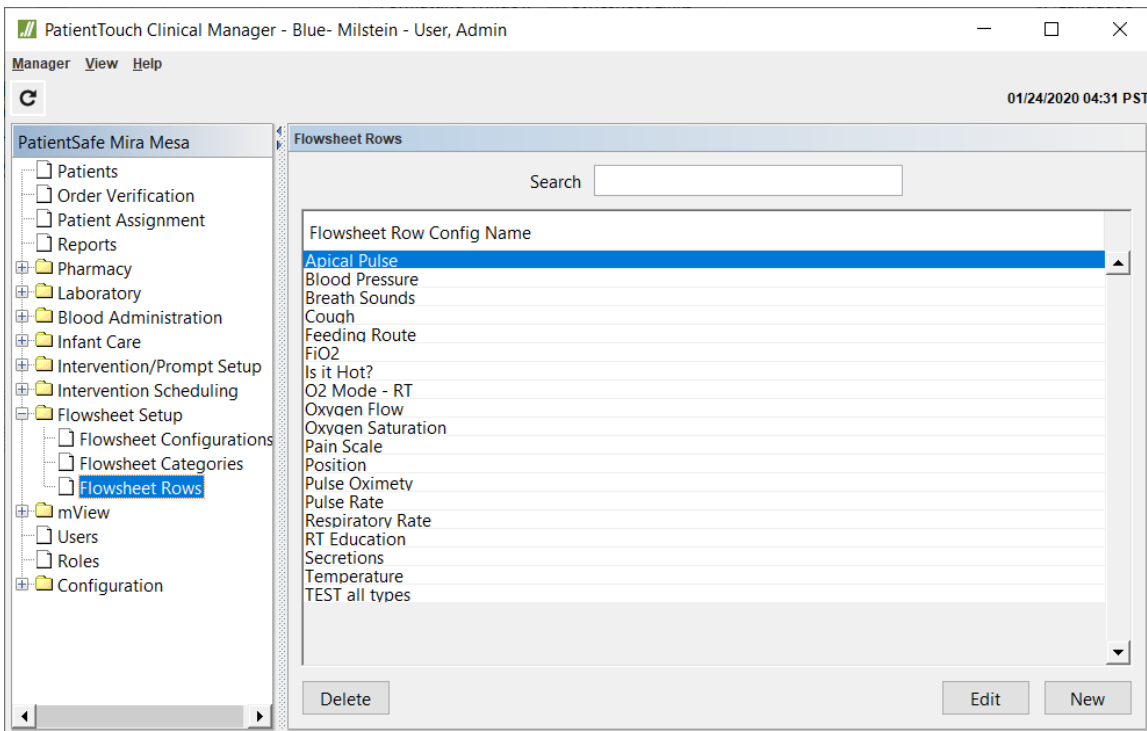 PatientTouch Clinical Manager - Blue- Milstein - User, Admin
Manager View Help
01/24/2020 04:31 PST
PatientSafe Mira Mesa
Patients
Order Verification
Patient Assignment
Reports
Pharmacy
Laboratory
Blood Administration
Infant Care
Intervention/Prompt Setup
Intervention Scheduling
Flowsheet Setup
Flowsheet Configurations
Flowsheet Categories
Flowsheet Rows
mView
Users
Roles
Configuration
Flowsheet Rows
Search
Flowsheet Row Config Name
Apical Pulse
Blood Pressure
Breath Sounds
Cough
Feeding Route
FiO2
Is it Hot?
O2 Mode - RT
Oxygen Flow
Oxygen Saturation
Pain Scale
Position
Pulse Oximety
Pulse Rate
Respiratory Rate
RT Education
Secretions
Temperature
TEST all types
Delete
Edit
New